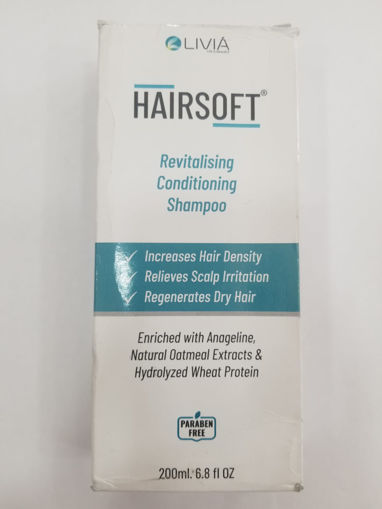 LIVIÁ
HAIRSOFT®
Revitalising
Conditioning
Shampoo
Increases Hair Density
Relieves Scalp Irritation
Regenerates Dry Hair
Enriched with Anageline,
Natural Oatmeal Extracts &
Hydrolyzed Wheat Protein
PARABEN
FREE
200ml. 6.8 fl OZ